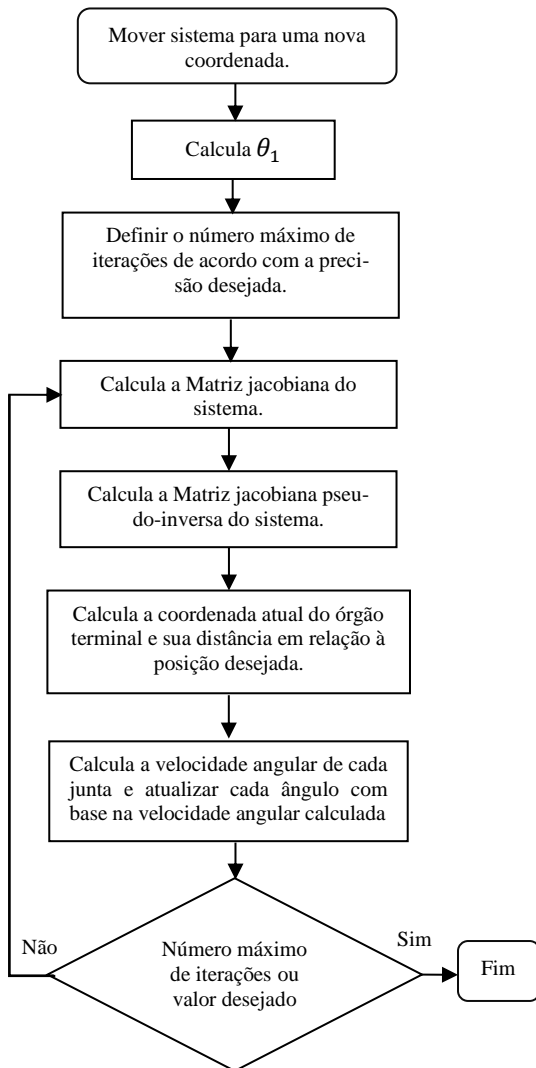 Mover sistema para uma nova
coordenada.
Calcula θ₁
Definir o número máximo de
iterações de acordo com a preci-
são desejada.
Calcula a Matriz jacobiana do
sistema.
Calcula a Matriz jacobiana pseu-
do-inversa do sistema.
Calcula a coordenada atual do órgão
terminal e sua distância em relação à
posição desejada.
Calcula a velocidade angular de cada
junta e atualizar cada ângulo com
base na velocidade angular calculada
Não
Número máximo
de iterações ou
valor desejado
Sim
Fim